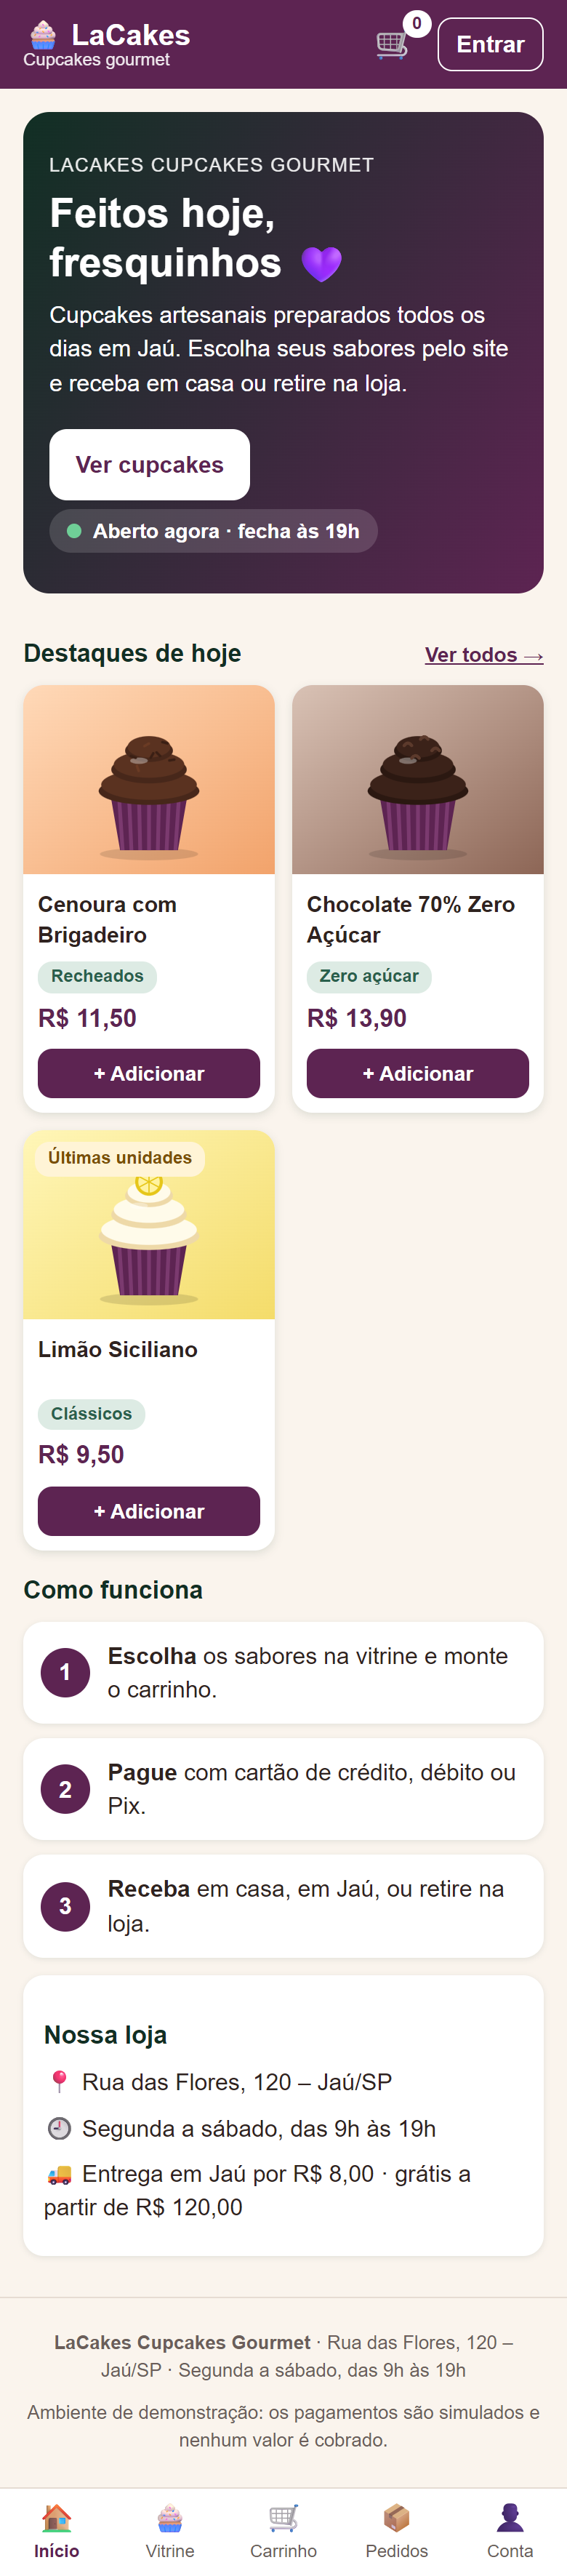 🧁 LaCakes
Cupcakes gourmet
🛒 0
Entrar
LACAKES CUPCAKES GOURMET
Feitos hoje,
fresquinhos 💜
Cupcakes artesanais preparados todos os
dias em Jaú. Escolha seus sabores pelo site
e receba em casa ou retire na loja.
Ver cupcakes
Aberto agora · fecha às 19h
Destaques de hoje
Ver todos →
Cenoura com
Brigadeiro
Recheados
R$ 11,50
+ Adicionar
Chocolate 70% Zero
Açúcar
Zero açúcar
R$ 13,90
+ Adicionar
Últimas unidades
Limão Siciliano
Clássicos
R$ 9,50
+ Adicionar
Como funciona
1
Escolha os sabores na vitrine e monte
o carrinho.
2
Pague com cartão de crédito, débito ou
Pix.
3
Receba em casa, em Jaú, ou retire na
loja.
Nossa loja
📍 Rua das Flores, 120 – Jaú/SP
🕘 Segunda a sábado, das 9h às 19h
🚚 Entrega em Jaú por R$ 8,00 · grátis a
partir de R$ 120,00
LaCakes Cupcakes Gourmet · Rua das Flores, 120 –
Jaú/SP · Segunda a sábado, das 9h às 19h
Ambiente de demonstração: os pagamentos são simulados e
nenhum valor é cobrado.
Início
Vitrine
Carrinho
Pedidos
Conta